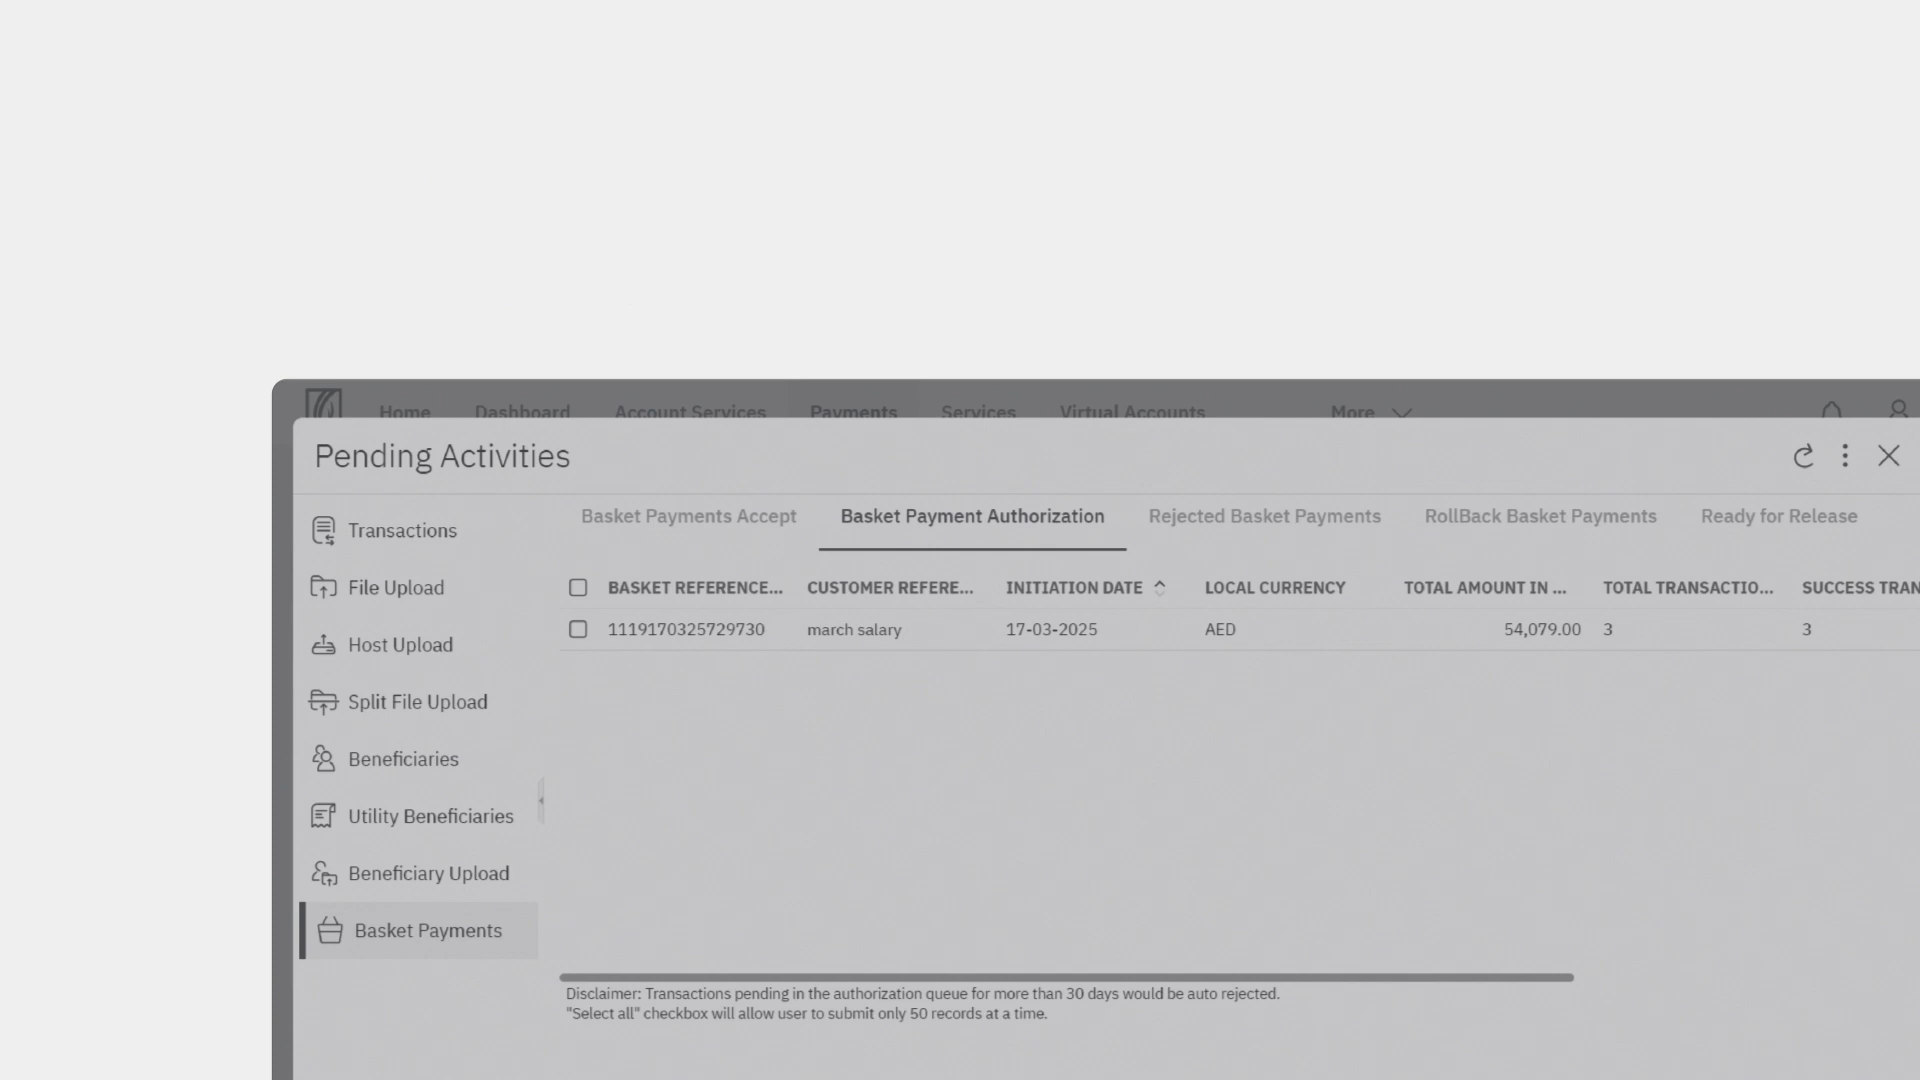 Home Dashboard Account Services Payments Services Virtual Accounts More
Pending Activities
Transactions
File Upload
Host Upload
Split File Upload
Beneficiaries
Utility Beneficiaries
Beneficiary Upload
Basket Payments
Basket Payments Accept Basket Payment Authorization Rejected Basket Payments RollBack Basket Payments Ready for Release
BASKET REFERENCE... CUSTOMER REFERE... INITIATION DATE LOCAL CURRENCY TOTAL AMOUNT IN ... TOTAL TRANSACTIO... SUCCESS TRAN
1119170325729730 march salary 17-03-2025 AED 54,079.00 3 3
Disclaimer: Transactions pending in the authorization queue for more than 30 days would be auto rejected.
"Select all" checkbox will allow user to submit only 50 records at a time.